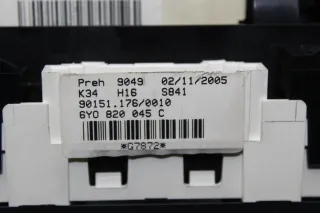 Preh 9049 02/11/2005
K34 H16 S841
90151.176/0010
6Y0 820 045 C
*G7872*